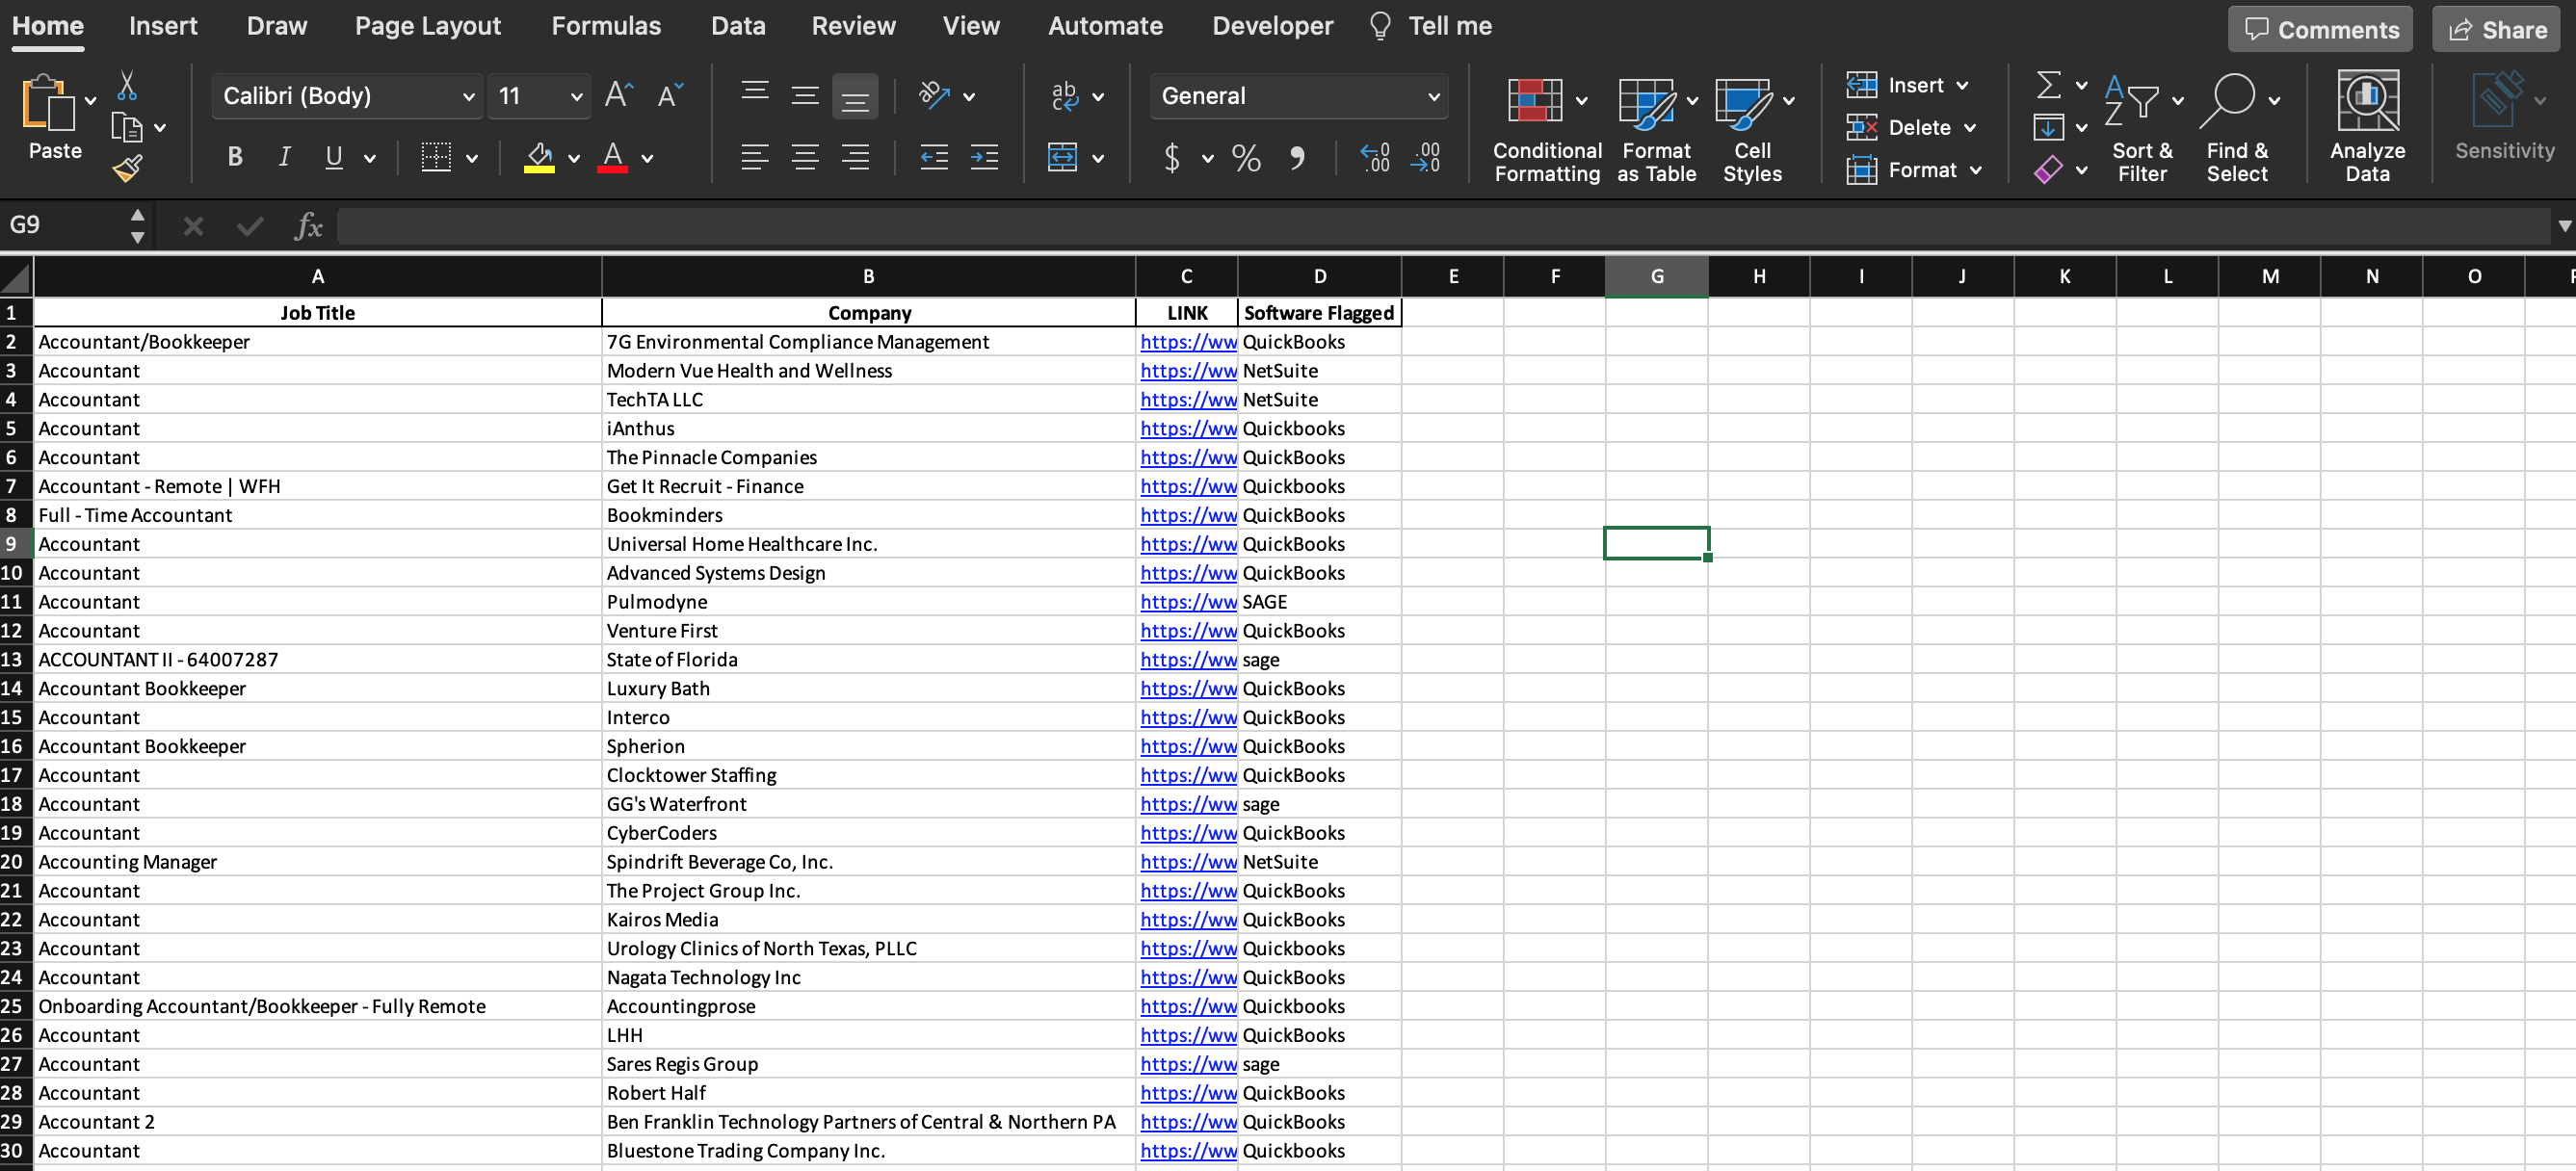 Home Insert Draw Page Layout Formulas Data Review View Automate Developer Tell me Comments Share
Paste
Calibri (Body) 11
B I U A
ab
ab c
General
$ % , .0 .00 .00 .0
Conditional Formatting
Format as Table
Cell Styles
Insert
Delete
Format
A Z
Sort & Filter
Find & Select
Analyze Data
Sensitivity
G9 fx
A B C D E F G H I J K L M N O
1 Job Title Company LINK Software Flagged
2 Accountant/Bookkeeper 7G Environmental Compliance Management https://ww QuickBooks
3 Accountant Modern Vue Health and Wellness https://ww NetSuite
4 Accountant TechTA LLC https://ww NetSuite
5 Accountant iAnthus https://ww Quickbooks
6 Accountant The Pinnacle Companies https://ww QuickBooks
7 Accountant - Remote | WFH Get It Recruit - Finance https://ww Quickbooks
8 Full - Time Accountant Bookminders https://ww QuickBooks
9 Accountant Universal Home Healthcare Inc. https://ww QuickBooks
10 Accountant Advanced Systems Design https://ww QuickBooks
11 Accountant Pulmodyne https://ww SAGE
12 Accountant Venture First https://ww QuickBooks
13 ACCOUNTANT II - 64007287 State of Florida https://ww sage
14 Accountant Bookkeeper Luxury Bath https://ww QuickBooks
15 Accountant Interco https://ww QuickBooks
16 Accountant Bookkeeper Spherion https://ww QuickBooks
17 Accountant Clocktower Staffing https://ww QuickBooks
18 Accountant GG's Waterfront https://ww sage
19 Accountant CyberCoders https://ww QuickBooks
20 Accounting Manager Spindrift Beverage Co, Inc. https://ww NetSuite
21 Accountant The Project Group Inc. https://ww QuickBooks
22 Accountant Kairos Media https://ww QuickBooks
23 Accountant Urology Clinics of North Texas, PLLC https://ww Quickbooks
24 Accountant Nagata Technology Inc https://ww QuickBooks
25 Onboarding Accountant/Bookkeeper - Fully Remote Accountingprose https://ww Quickbooks
26 Accountant LHH https://ww QuickBooks
27 Accountant Sares Regis Group https://ww sage
28 Accountant Robert Half https://ww QuickBooks
29 Accountant 2 Ben Franklin Technology Partners of Central & Northern PA https://ww QuickBooks
30 Accountant Bluestone Trading Company Inc. https://ww Quickbooks